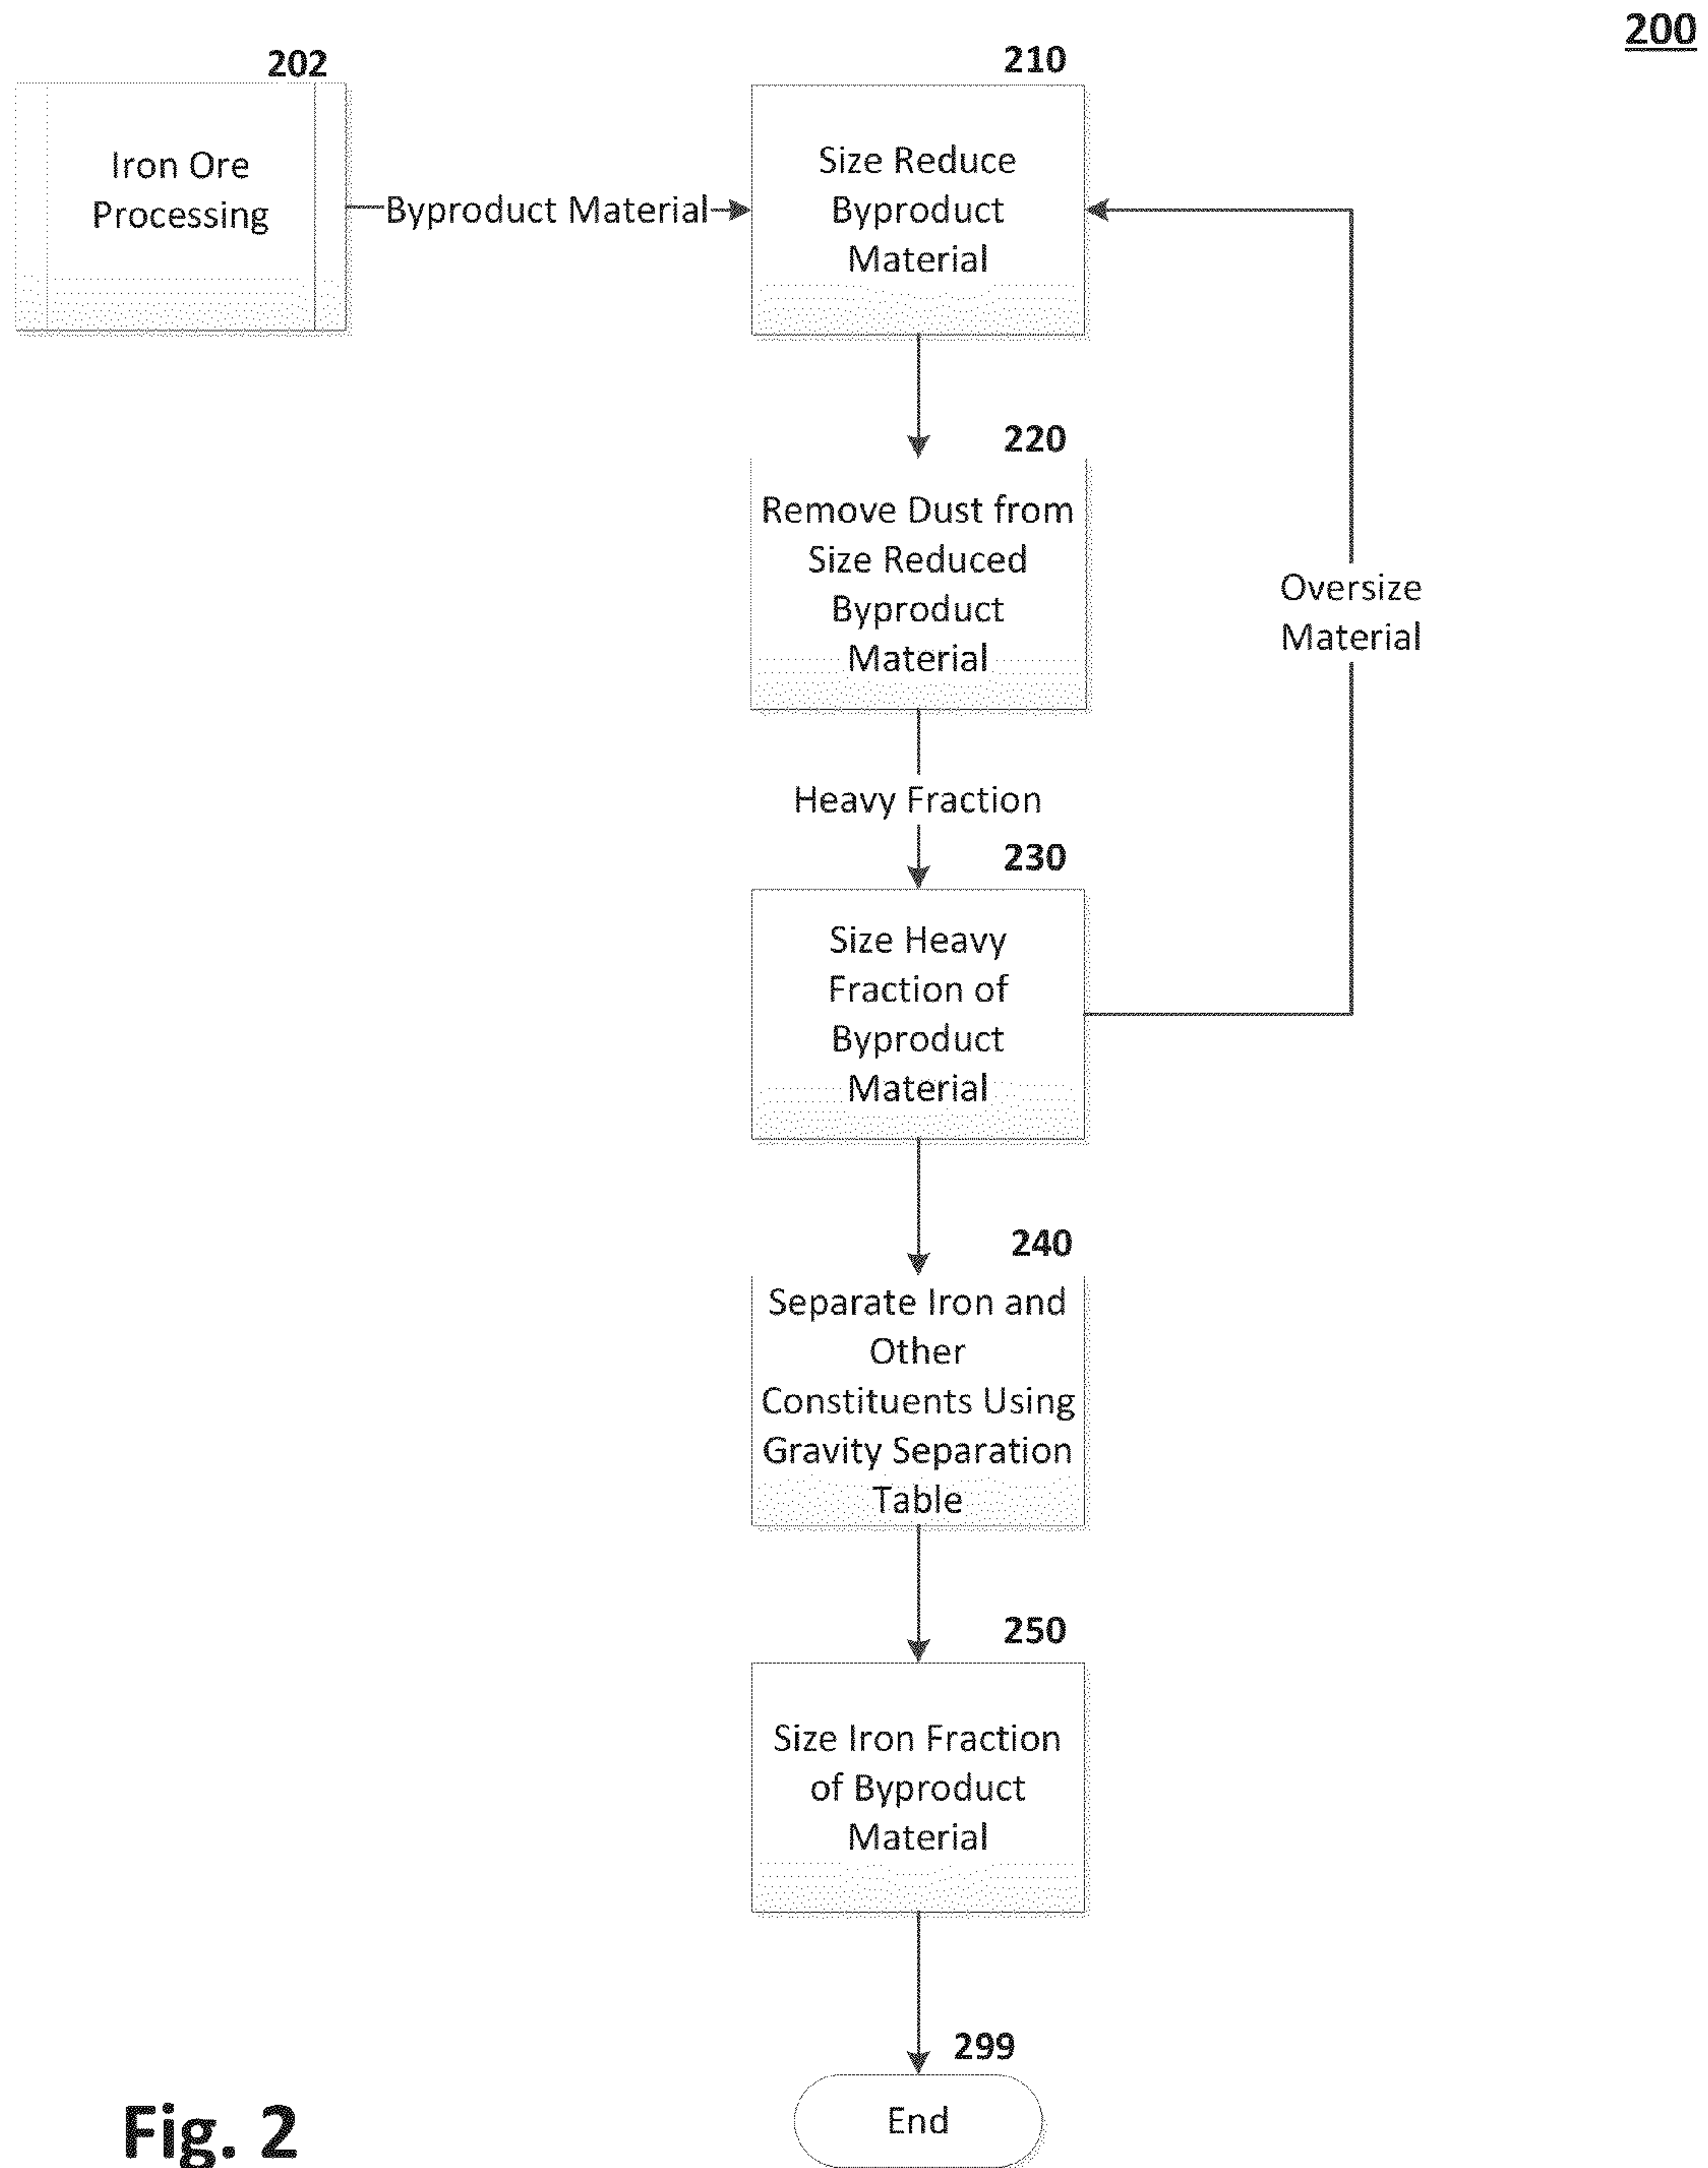 200
202
Iron Ore
Processing
Byproduct Material
210
Size Reduce
Byproduct
Material
220
Remove Dust from
Size Reduced
Byproduct
Material
Oversize
Material
Heavy Fraction
230
Size Heavy
Fraction of
Byproduct
Material
240
Separate Iron and
Other
Constituents Using
Gravity Separation
Table
250
Size Iron Fraction
of Byproduct
Material
299
End
Fig. 2